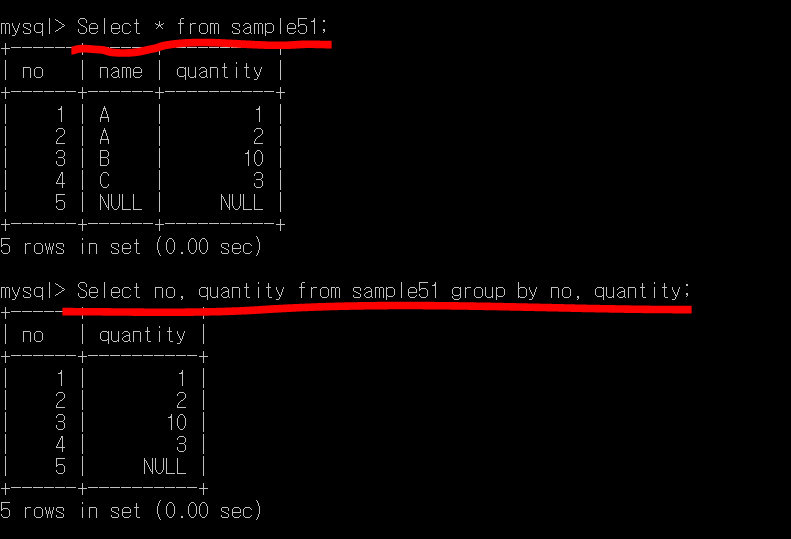 mysql> Select * from sample51;
+------+------+----------+
| no   | name | quantity |
+------+------+----------+
|    1 | A    |        1 |
|    2 | A    |        2 |
|    3 | B    |       10 |
|    4 | C    |        3 |
|    5 | NULL |     NULL |
+------+------+----------+
5 rows in set (0.00 sec)
mysql> Select no, quantity from sample51 group by no, quantity;
+------+----------+
| no   | quantity |
+------+----------+
|    1 |        1 |
|    2 |        2 |
|    3 |       10 |
|    4 |        3 |
|    5 |     NULL |
+------+----------+
5 rows in set (0.00 sec)